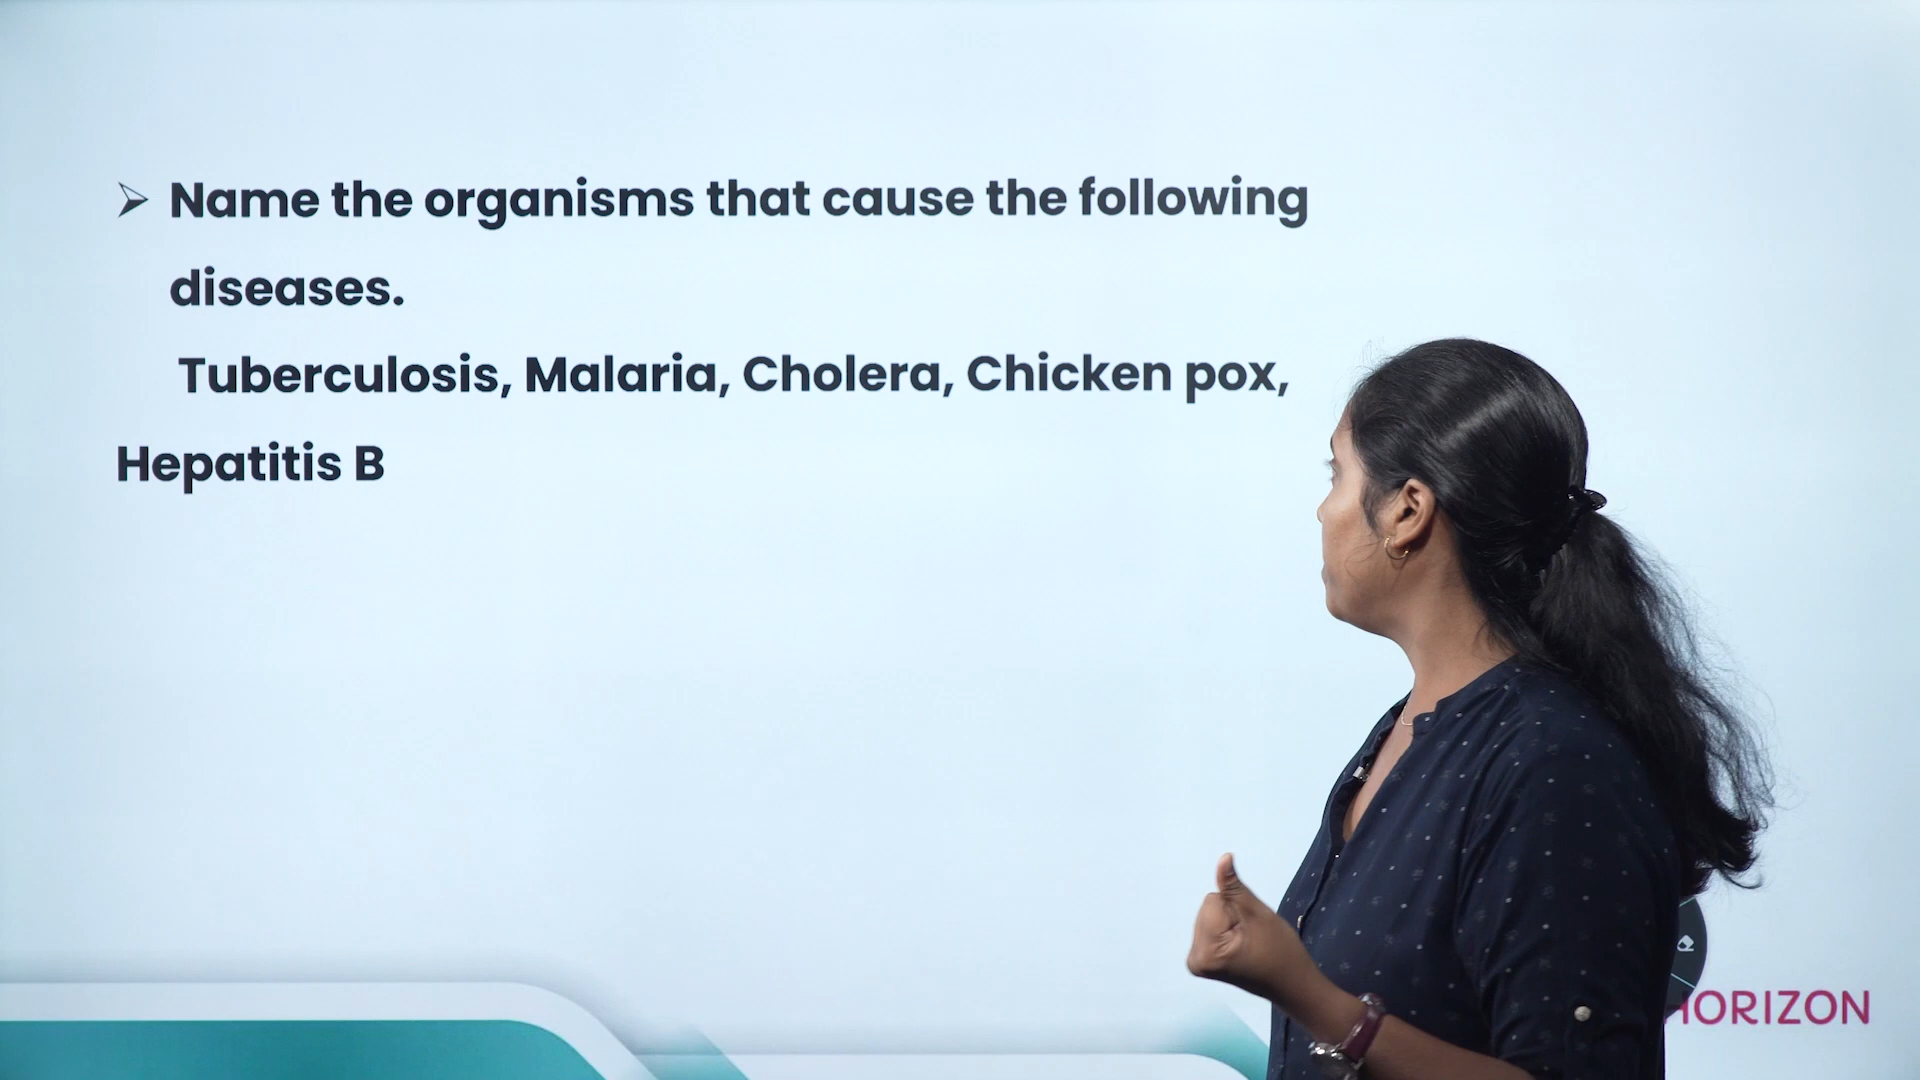 ➢ Name the organisms that cause the following
diseases.
Tuberculosis, Malaria, Cholera, Chicken pox,
Hepatitis B
HORIZON